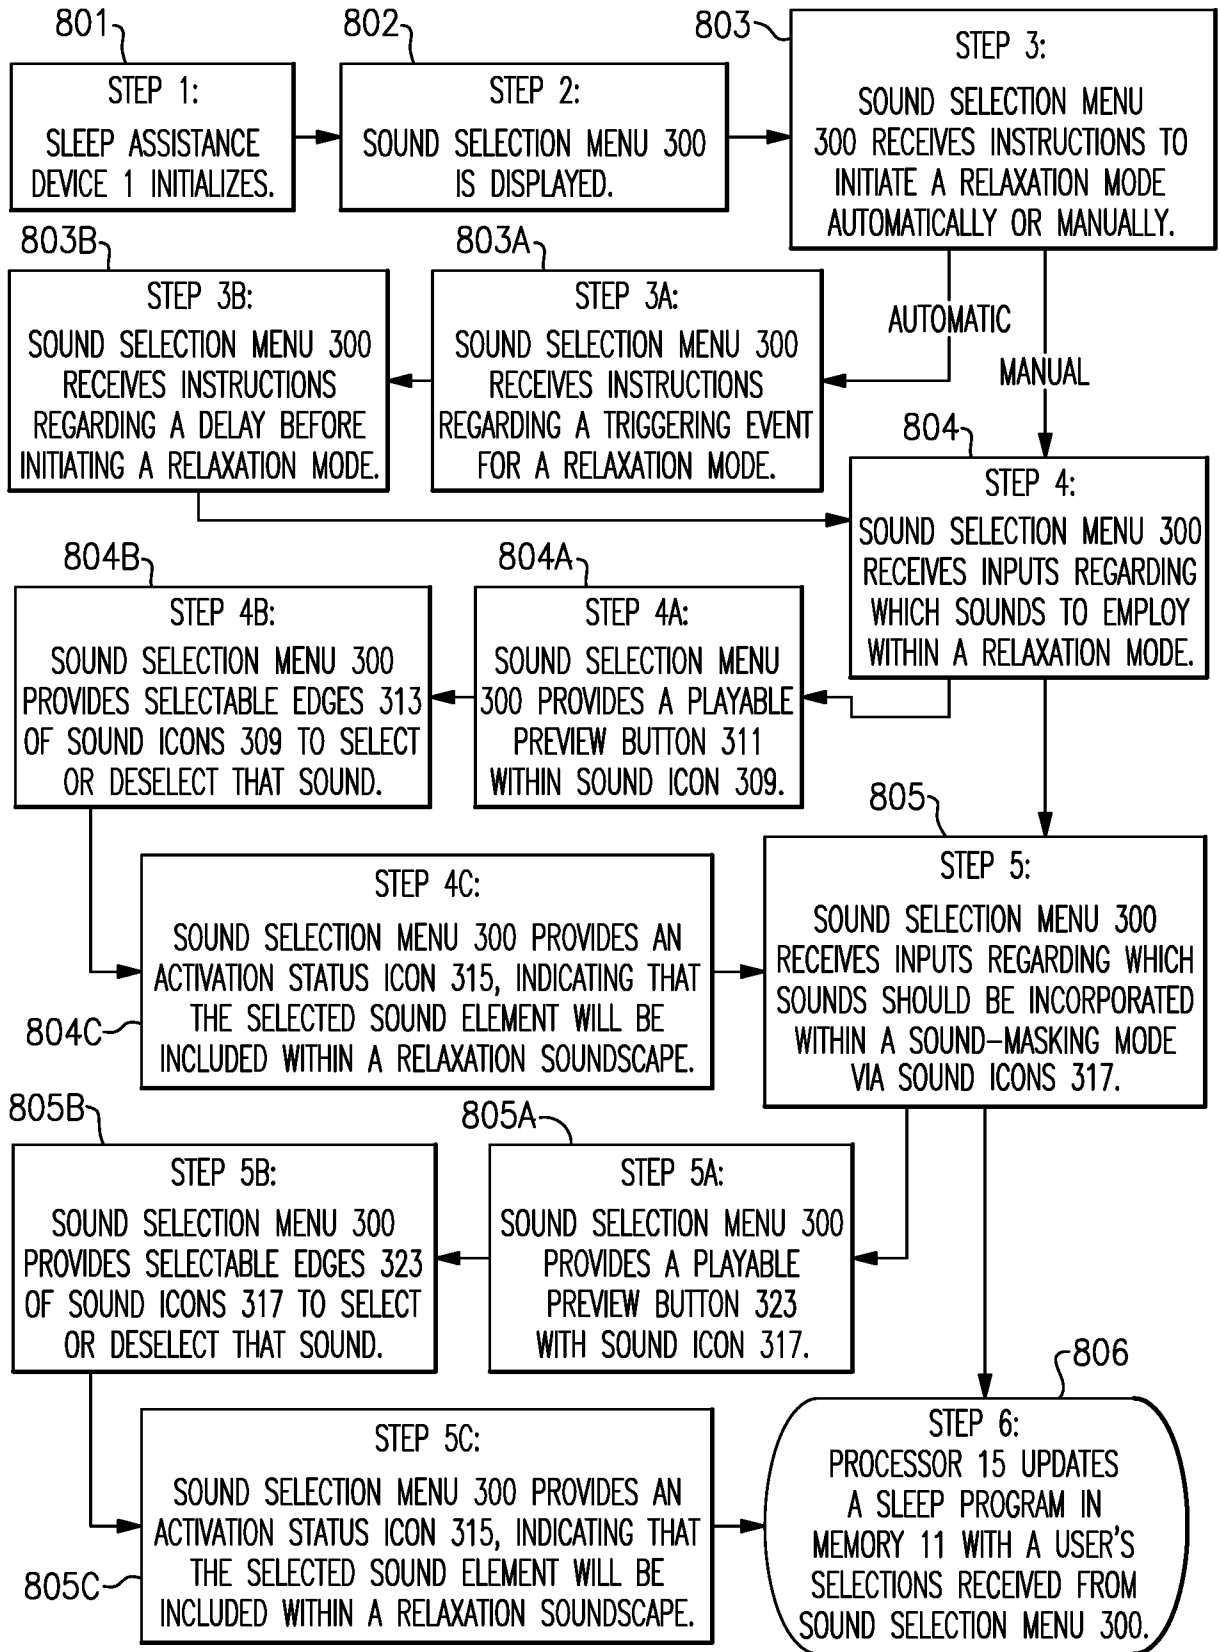 801
STEP 1:
SLEEP ASSISTANCE
DEVICE 1 INITIALIZES.
802
STEP 2:
SOUND SELECTION MENU 300
IS DISPLAYED.
803
STEP 3:
SOUND SELECTION MENU
300 RECEIVES INSTRUCTIONS TO
INITIATE A RELAXATION MODE
AUTOMATICALLY OR MANUALLY.
AUTOMATIC
MANUAL
803A
STEP 3A:
SOUND SELECTION MENU 300
RECEIVES INSTRUCTIONS
REGARDING A TRIGGERING EVENT
FOR A RELAXATION MODE.
803B
STEP 3B:
SOUND SELECTION MENU 300
RECEIVES INSTRUCTIONS
REGARDING A DELAY BEFORE
INITIATING A RELAXATION MODE.
804
STEP 4:
SOUND SELECTION MENU 300
RECEIVES INPUTS REGARDING
WHICH SOUNDS TO EMPLOY
WITHIN A RELAXATION MODE.
804A
STEP 4A:
SOUND SELECTION MENU
300 PROVIDES A PLAYABLE
PREVIEW BUTTON 311
WITHIN SOUND ICON 309.
804B
STEP 4B:
SOUND SELECTION MENU 300
PROVIDES SELECTABLE EDGES 313
OF SOUND ICONS 309 TO SELECT
OR DESELECT THAT SOUND.
804C
STEP 4C:
SOUND SELECTION MENU 300 PROVIDES AN
ACTIVATION STATUS ICON 315, INDICATING THAT
THE SELECTED SOUND ELEMENT WILL BE
INCLUDED WITHIN A RELAXATION SOUNDSCAPE.
805
STEP 5:
SOUND SELECTION MENU 300
RECEIVES INPUTS REGARDING WHICH
SOUNDS SHOULD BE INCORPORATED
WITHIN A SOUND-MASKING MODE
VIA SOUND ICONS 317.
805A
STEP 5A:
SOUND SELECTION MENU 300
PROVIDES A PLAYABLE
PREVIEW BUTTON 323
WITH SOUND ICON 317.
805B
STEP 5B:
SOUND SELECTION MENU 300
PROVIDES SELECTABLE EDGES 323
OF SOUND ICONS 317 TO SELECT
OR DESELECT THAT SOUND.
805C
STEP 5C:
SOUND SELECTION MENU 300 PROVIDES AN
ACTIVATION STATUS ICON 315, INDICATING THAT
THE SELECTED SOUND ELEMENT WILL BE
INCLUDED WITHIN A RELAXATION SOUNDSCAPE.
806
STEP 6:
PROCESSOR 15 UPDATES
A SLEEP PROGRAM IN
MEMORY 11 WITH A USER'S
SELECTIONS RECEIVED FROM
SOUND SELECTION MENU 300.